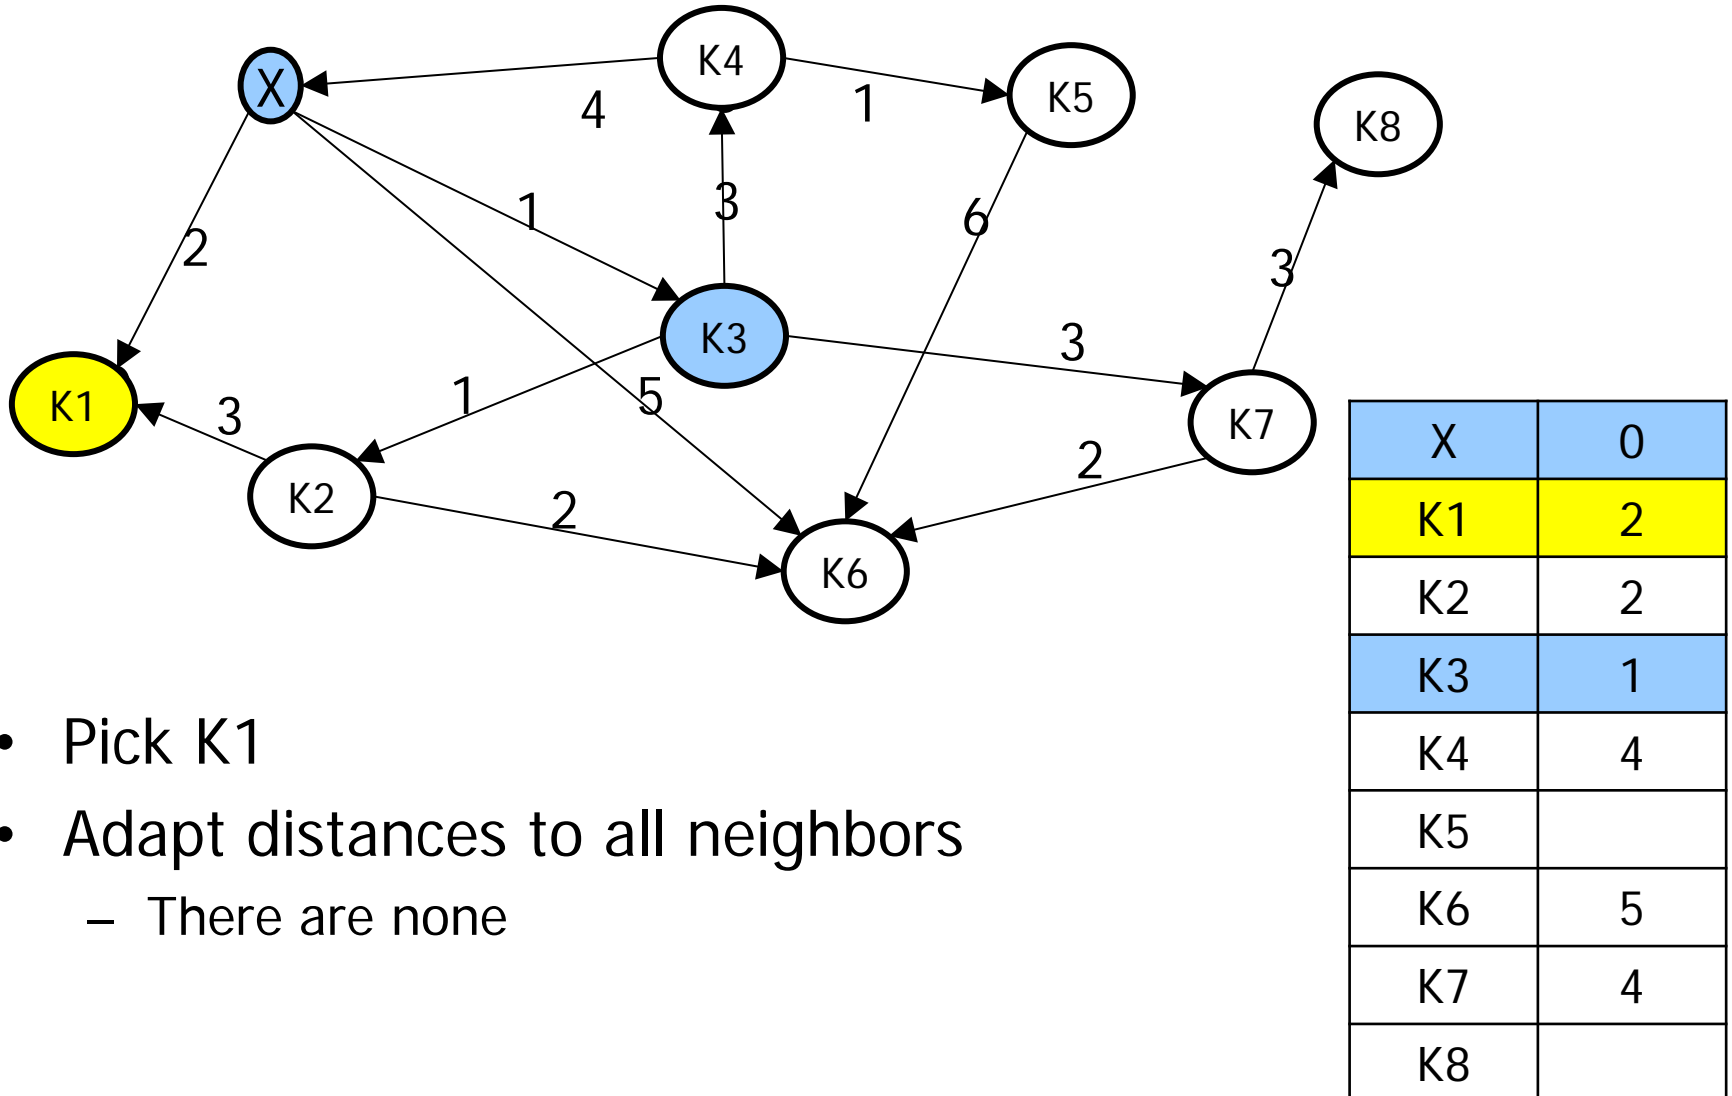 X
K4
K5
K8
4
1
1
3
6
2
3
K3
3
K1
3
1
5
K7
K2
2
2
K6
X 0
K1 2
K2 2
K3 1
K4 4
K5
K6 5
K7 4
K8
• Pick K1
• Adapt distances to all neighbors
– There are none